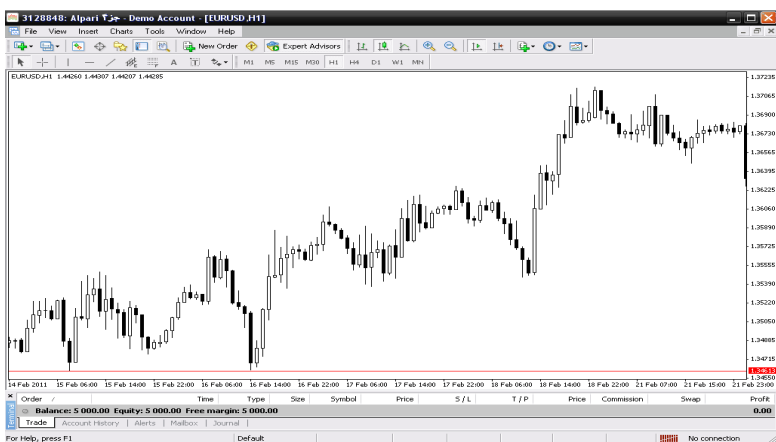 3128848: Alpari - Demo Account - [EURUSD,H1]
File View Insert Charts Tools Window Help
New Order Expert Advisors
A T M1 M5 M15 M30 H1 H4 D1 W1 MN
EURUSD,H1 1.44260 1.44307 1.44207 1.44285
1.37235
1.37065
1.36900
1.36730
1.36565
1.36395
1.36225
1.36060
1.35890
1.35725
1.35555
1.35390
1.35220
1.35050
1.34885
1.34715
1.34613
1.34550
14 Feb 2011 15 Feb 06:00 15 Feb 14:00 15 Feb 22:00 16 Feb 06:00 16 Feb 14:00 16 Feb 22:00 17 Feb 06:00 17 Feb 14:00 17 Feb 22:00 18 Feb 06:00 18 Feb 14:00 18 Feb 22:00 21 Feb 07:00 21 Feb 15:00 21 Feb 23:00
Order / Time Type Size Symbol Price S / L T / P Price Commission Swap Profit
Balance: 5 000.00 Equity: 5 000.00 Free margin: 5 000.00 0.00
Trade | Account History | Alerts | Mailbox | Journal |
For Help, press F1 Default No connection